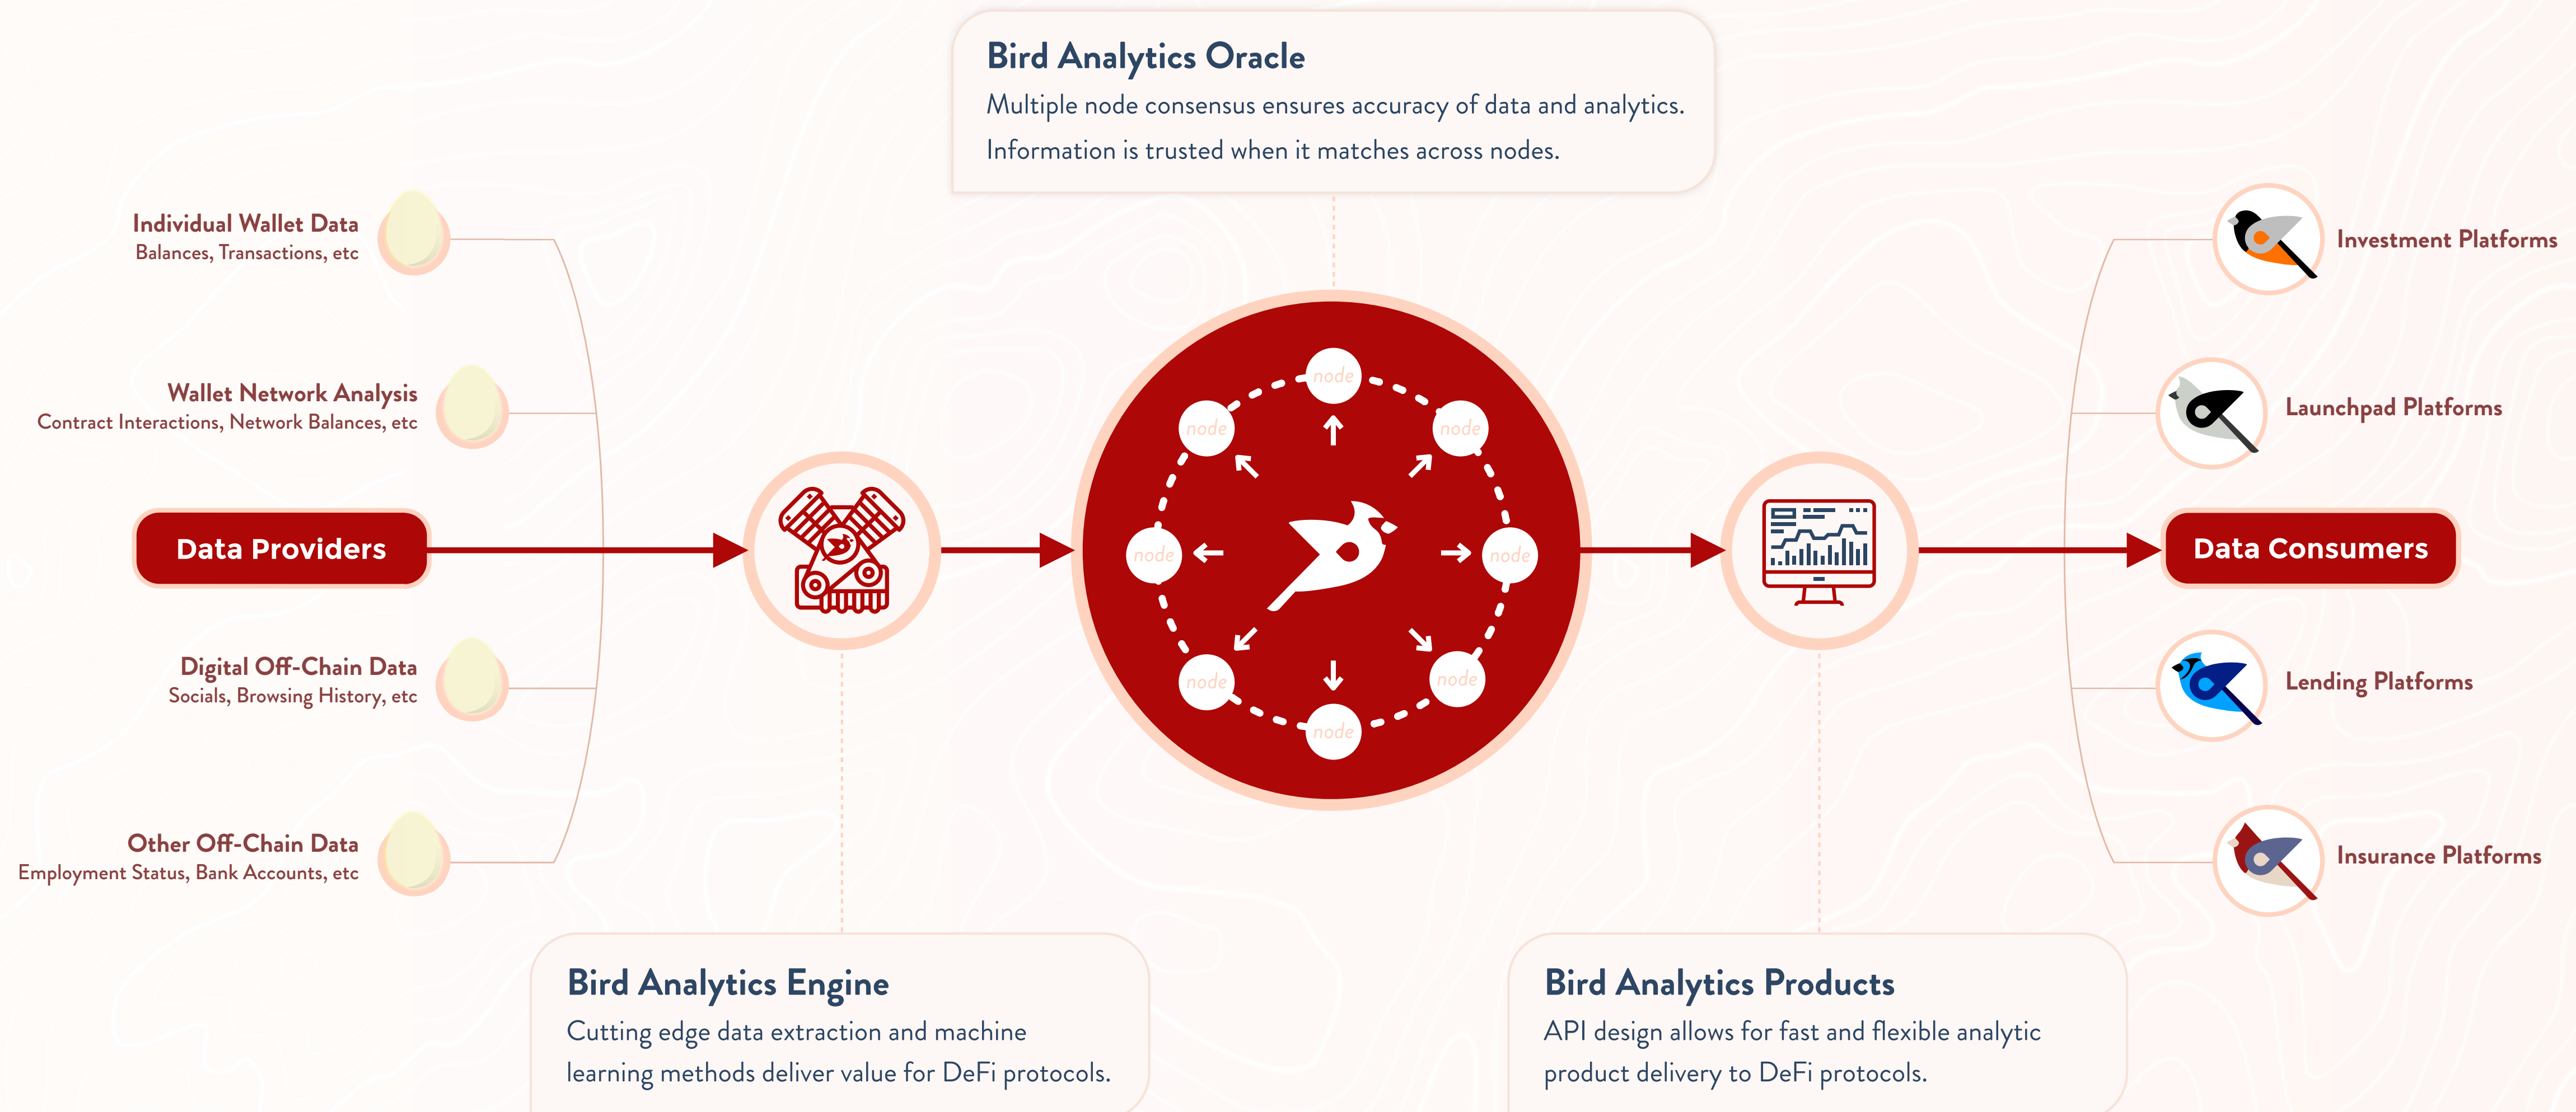 Bird Analytics Oracle
Multiple node consensus ensures accuracy of data and analytics.
Information is trusted when it matches across nodes.
Individual Wallet Data
Balances, Transactions, etc
Wallet Network Analysis
Contract Interactions, Network Balances, etc
Data Providers
Digital Off-Chain Data
Socials, Browsing History, etc
Other Off-Chain Data
Employment Status, Bank Accounts, etc
node
node
node
node
node
node
node
node
Investment Platforms
Launchpad Platforms
Data Consumers
Lending Platforms
Insurance Platforms
Bird Analytics Engine
Cutting edge data extraction and machine
learning methods deliver value for DeFi protocols.
Bird Analytics Products
API design allows for fast and flexible analytic
product delivery to DeFi protocols.